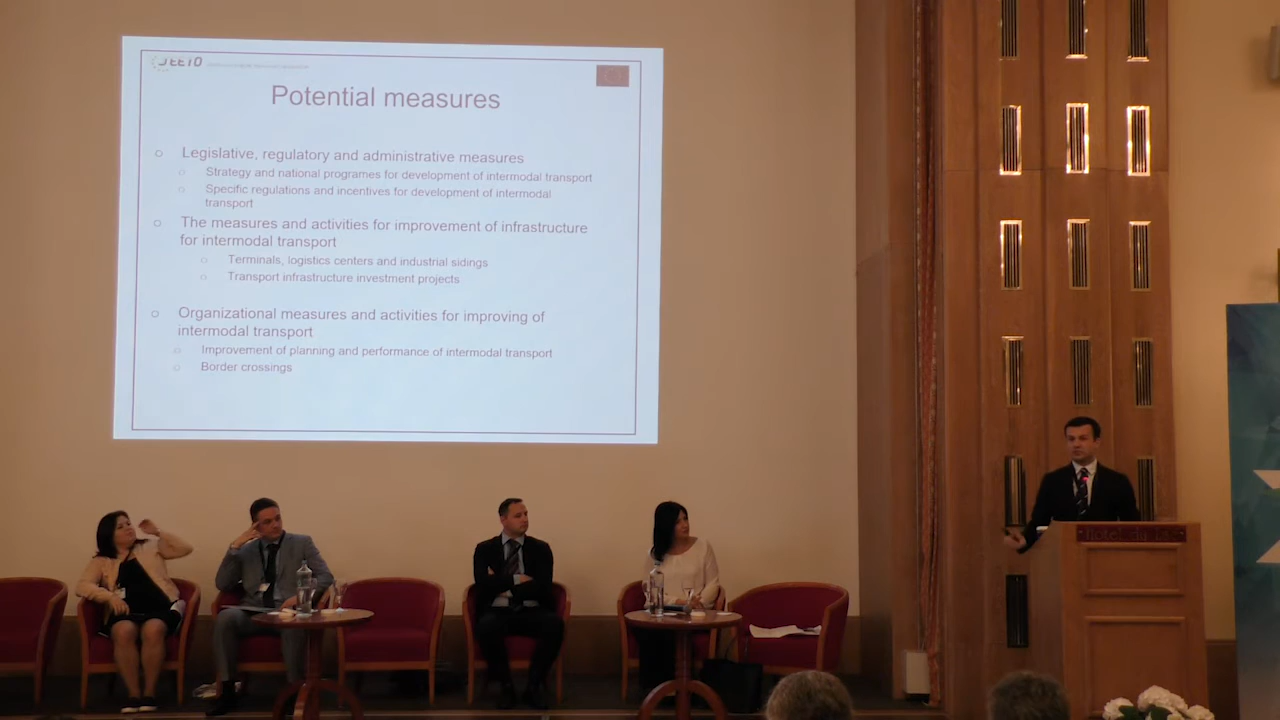 SEETO
Potential measures
Legislative, regulatory and administrative measures
Strategy and national programes for development of intermodal transport
Specific regulations and incentives for development of intermodal
transport
The measures and activities for improvement of infrastructure
for intermodal transport
Terminals, logistics centers and industrial sidings
Transport infrastructure investment projects
Organizational measures and activities for improving of
intermodal transport
Improvement of planning and performance of intermodal transport
Border crossings